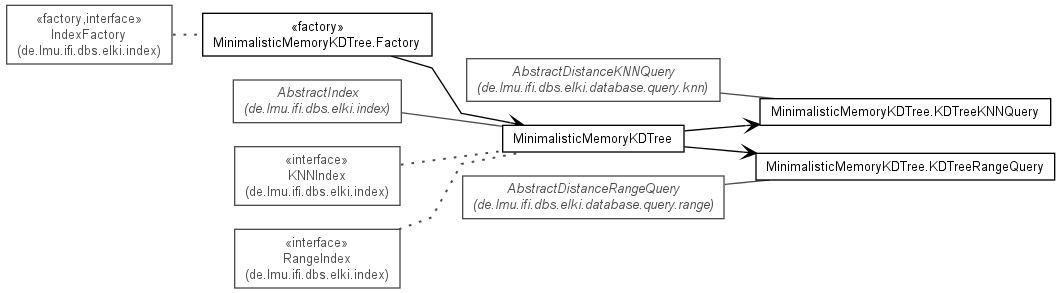 «factory,interface»
IndexFactory
(de.lmu.ifi.dbs.elki.index)
«factory»
MinimalisticMemoryKDTree.Factory
AbstractIndex
(de.lmu.ifi.dbs.elki.index)
«interface»
KNNIndex
(de.lmu.ifi.dbs.elki.index)
«interface»
RangeIndex
(de.lmu.ifi.dbs.elki.index)
AbstractDistanceKNNQuery
(de.lmu.ifi.dbs.elki.database.query.knn)
MinimalisticMemoryKDTree
AbstractDistanceRangeQuery
(de.lmu.ifi.dbs.elki.database.query.range)
MinimalisticMemoryKDTree.KDTreeKNNQuery
MinimalisticMemoryKDTree.KDTreeRangeQuery